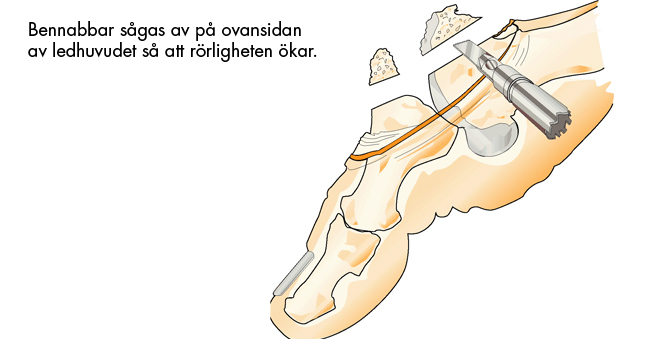 Bennabbar sågas av på ovansidan
av ledhuvudet så att rörligheten ökar.